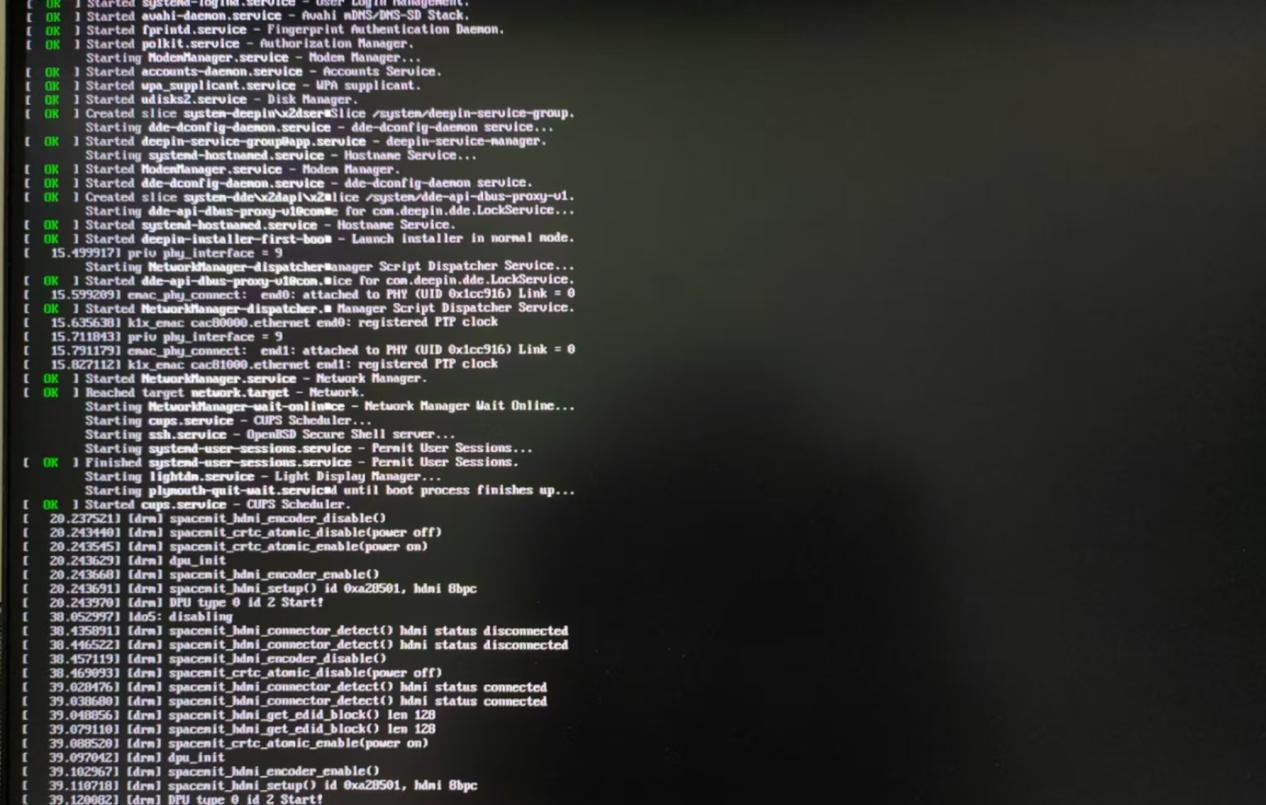 [  OK  ] Started systemd-logind.service - User Login Management.
[  OK  ] Started avahi-daemon.service - Avahi mDNS/DNS-SD Stack.
[  OK  ] Started fprintd.service - Fingerprint Authentication Daemon.
[  OK  ] Started polkit.service - Authorization Manager.
Starting ModemManager.service - Modem Manager...
[  OK  ] Started accounts-daemon.service - Accounts Service.
[  OK  ] Started wpa_supplicant.service - WPA supplicant.
[  OK  ] Started udisks2.service - Disk Manager.
[  OK  ] Created slice system-deepin\x2dser■Slice /system/deepin-service-group.
Starting dde-dconfig-daemon.service - dde-dconfig-daemon service...
[  OK  ] Started deepin-service-group@app.service - deepin-service-manager.
Starting systemd-hostnamed.service - Hostname Service...
[  OK  ] Started ModemManager.service - Modem Manager.
[  OK  ] Started dde-dconfig-daemon.service - dde-dconfig-daemon service.
[  OK  ] Created slice system-dde\x2dapi\x2■lice /system/dde-api-dbus-proxy-v1.
Starting dde-api-dbus-proxy-v1@com■e for com.deepin.dde.LockService...
[  OK  ] Started systemd-hostnamed.service - Hostname Service.
[  OK  ] Started deepin-installer-first-boo■ - Launch installer in normal mode.
[   15.499917] priv phy_interface = 9
Starting NetworkManager-dispatcher■anager Script Dispatcher Service...
[  OK  ] Started dde-api-dbus-proxy-v1@com.■ice for com.deepin.dde.LockService.
[   15.599209] emac_phy_connect:  end0: attached to PHY (UID 0x1cc916) Link = 0
[  OK  ] Started NetworkManager-dispatcher.■ Manager Script Dispatcher Service.
[   15.635638] k1x_emac cac80000.ethernet end0: registered PTP clock
[   15.711843] priv phy_interface = 9
[   15.791179] emac_phy_connect:  end1: attached to PHY (UID 0x1cc916) Link = 0
[   15.827112] k1x_emac cac81000.ethernet end1: registered PTP clock
[  OK  ] Started NetworkManager.service - Network Manager.
[  OK  ] Reached target network.target - Network.
Starting NetworkManager-wait-onlin■ce - Network Manager Wait Online...
Starting cups.service - CUPS Scheduler...
Starting ssh.service - OpenBSD Secure Shell server...
Starting systemd-user-sessions.service - Permit User Sessions...
[  OK  ] Finished systemd-user-sessions.service - Permit User Sessions.
Starting lightdm.service - Light Display Manager...
Starting plymouth-quit-wait.servic■d until boot process finishes up...
[  OK  ] Started cups.service - CUPS Scheduler.
[   20.237521] [drm] spacemit_hdmi_encoder_disable()
[   20.243440] [drm] spacemit_crtc_atomic_disable(power off)
[   20.243545] [drm] spacemit_crtc_atomic_enable(power on)
[   20.243629] [drm] dpu_init
[   20.243668] [drm] spacemit_hdmi_encoder_enable()
[   20.243691] [drm] spacemit_hdmi_setup() id 0xa28501, hdmi 8bpc
[   20.243970] [drm] DPU type 0 id 2 Start!
[   38.052997] ldo5: disabling
[   38.435891] [drm] spacemit_hdmi_connector_detect() hdmi status disconnected
[   38.446522] [drm] spacemit_hdmi_connector_detect() hdmi status disconnected
[   38.457119] [drm] spacemit_hdmi_encoder_disable()
[   38.469093] [drm] spacemit_crtc_atomic_disable(power off)
[   39.028476] [drm] spacemit_hdmi_connector_detect() hdmi status connected
[   39.038680] [drm] spacemit_hdmi_connector_detect() hdmi status connected
[   39.048856] [drm] spacemit_hdmi_get_edid_block() len 128
[   39.079110] [drm] spacemit_hdmi_get_edid_block() len 128
[   39.088520] [drm] spacemit_crtc_atomic_enable(power on)
[   39.097042] [drm] dpu_init
[   39.102967] [drm] spacemit_hdmi_encoder_enable()
[   39.110718] [drm] spacemit_hdmi_setup() id 0xa28501, hdmi 8bpc
[   39.120082] [drm] DPU type 0 id 2 Start!